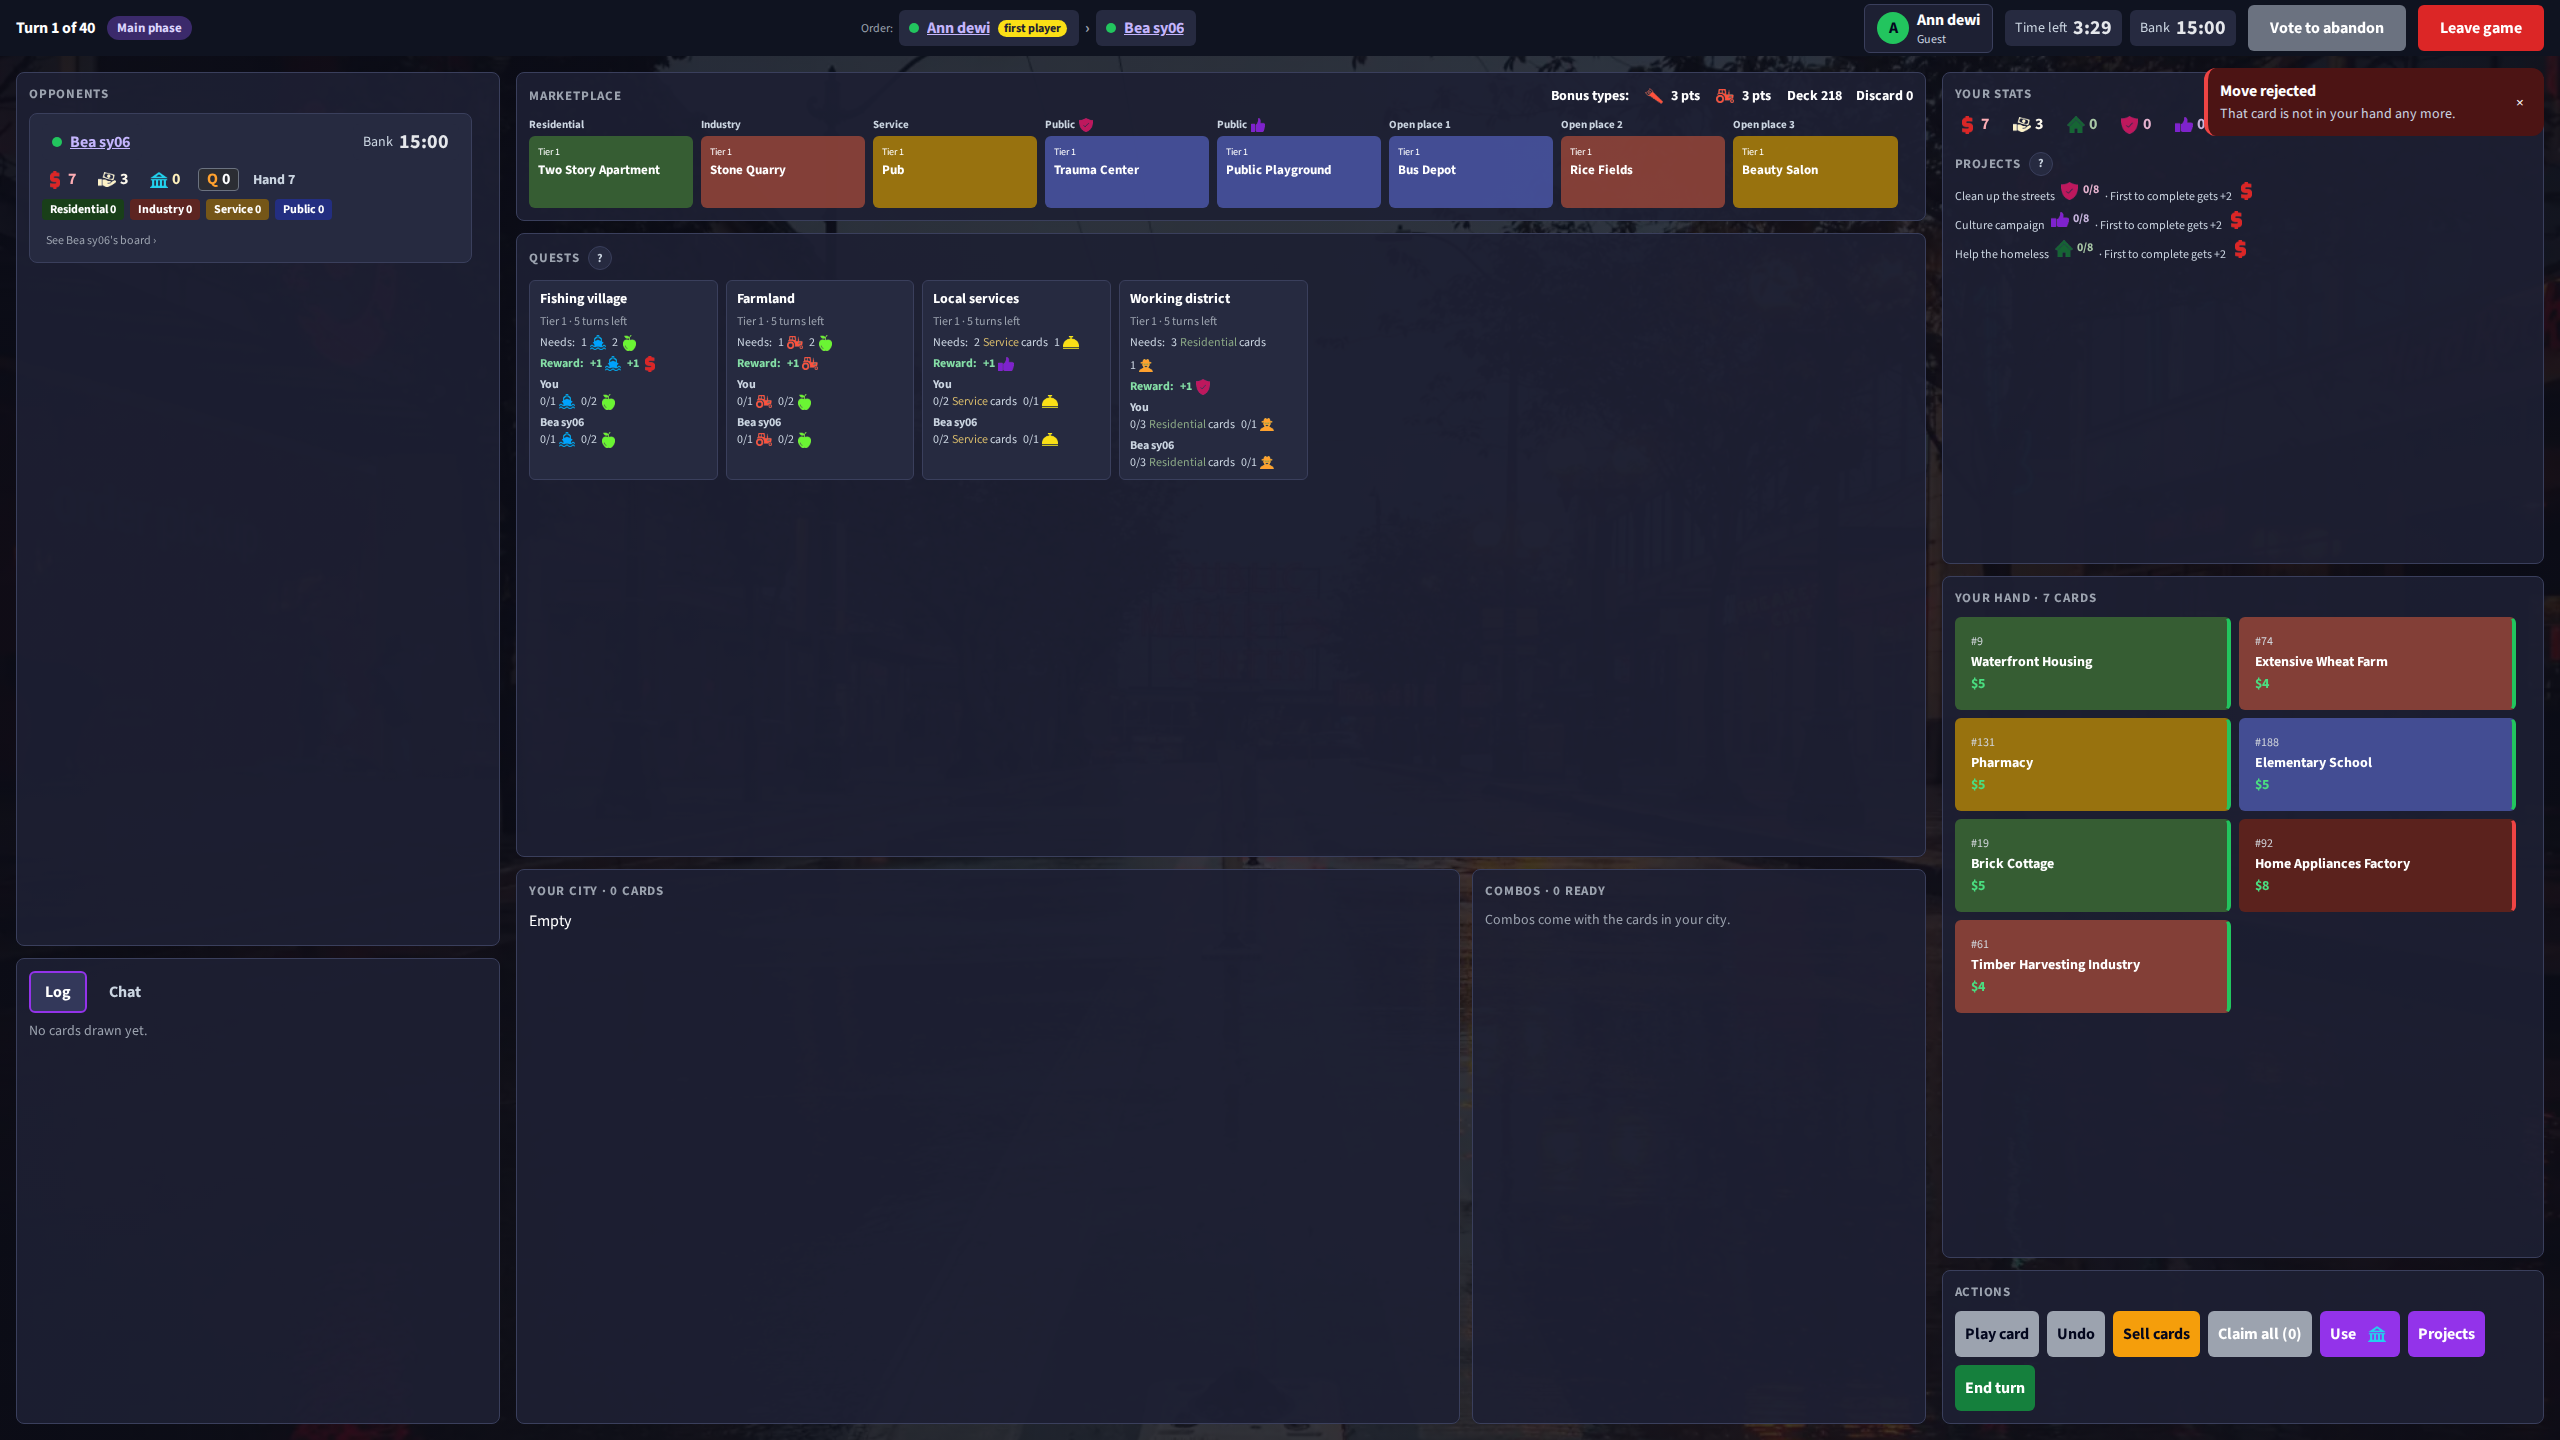 Turn 1 of 40 Main phase
Order: Ann dewi first player › Bea sy06
A Ann dewi
Guest
Time left 3:29 Bank 15:00 Vote to abandon Leave game
OPPONENTS
Bea sy06 Bank 15:00
7 3 0 Q 0 Hand 7
Residential 0 Industry 0 Service 0 Public 0
See Bea sy06's board ›
Log Chat
No cards drawn yet.
MARKETPLACE Bonus types: 3 pts 3 pts Deck 218 Discard 0
Residential Industry Service Public Public Open place 1 Open place 2 Open place 3
Tier 1 Tier 1 Tier 1 Tier 1 Tier 1 Tier 1 Tier 1 Tier 1
Two Story Apartment Stone Quarry Pub Trauma Center Public Playground Bus Depot Rice Fields Beauty Salon
QUESTS ?
Fishing village
Tier 1 · 5 turns left
Needs: 1 2
Reward: +1 +1
You
0/1 0/2
Bea sy06
0/1 0/2
Farmland
Tier 1 · 5 turns left
Needs: 1 2
Reward: +1
You
0/1 0/2
Bea sy06
0/1 0/2
Local services
Tier 1 · 5 turns left
Needs: 2 Service cards 1
Reward: +1
You
0/2 Service cards 0/1
Bea sy06
0/2 Service cards 0/1
Working district
Tier 1 · 5 turns left
Needs: 3 Residential cards
1
Reward: +1
You
0/3 Residential cards 0/1
Bea sy06
0/3 Residential cards 0/1
YOUR CITY · 0 CARDS
Empty
COMBOS · 0 READY
Combos come with the cards in your city.
YOUR STATS
7 3 0 0 0
Move rejected
That card is not in your hand any more.
×
PROJECTS ?
Clean up the streets 0/8 · First to complete gets +2
Culture campaign 0/8 · First to complete gets +2
Help the homeless 0/8 · First to complete gets +2
YOUR HAND · 7 CARDS
#9
Waterfront Housing
$5
#74
Extensive Wheat Farm
$4
#131
Pharmacy
$5
#188
Elementary School
$5
#19
Brick Cottage
$5
#92
Home Appliances Factory
$8
#61
Timber Harvesting Industry
$4
ACTIONS
Play card Undo Sell cards Claim all (0) Use Projects
End turn